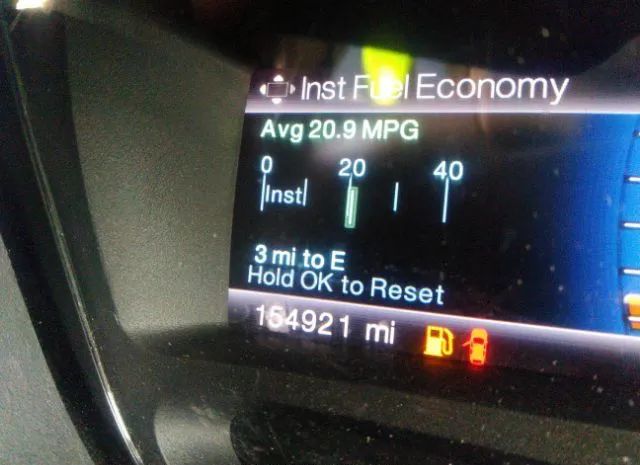 Inst Fuel Economy
Avg 20.9 MPG
0 20 40
Inst
3 mi to E
Hold OK to Reset
154921 mi